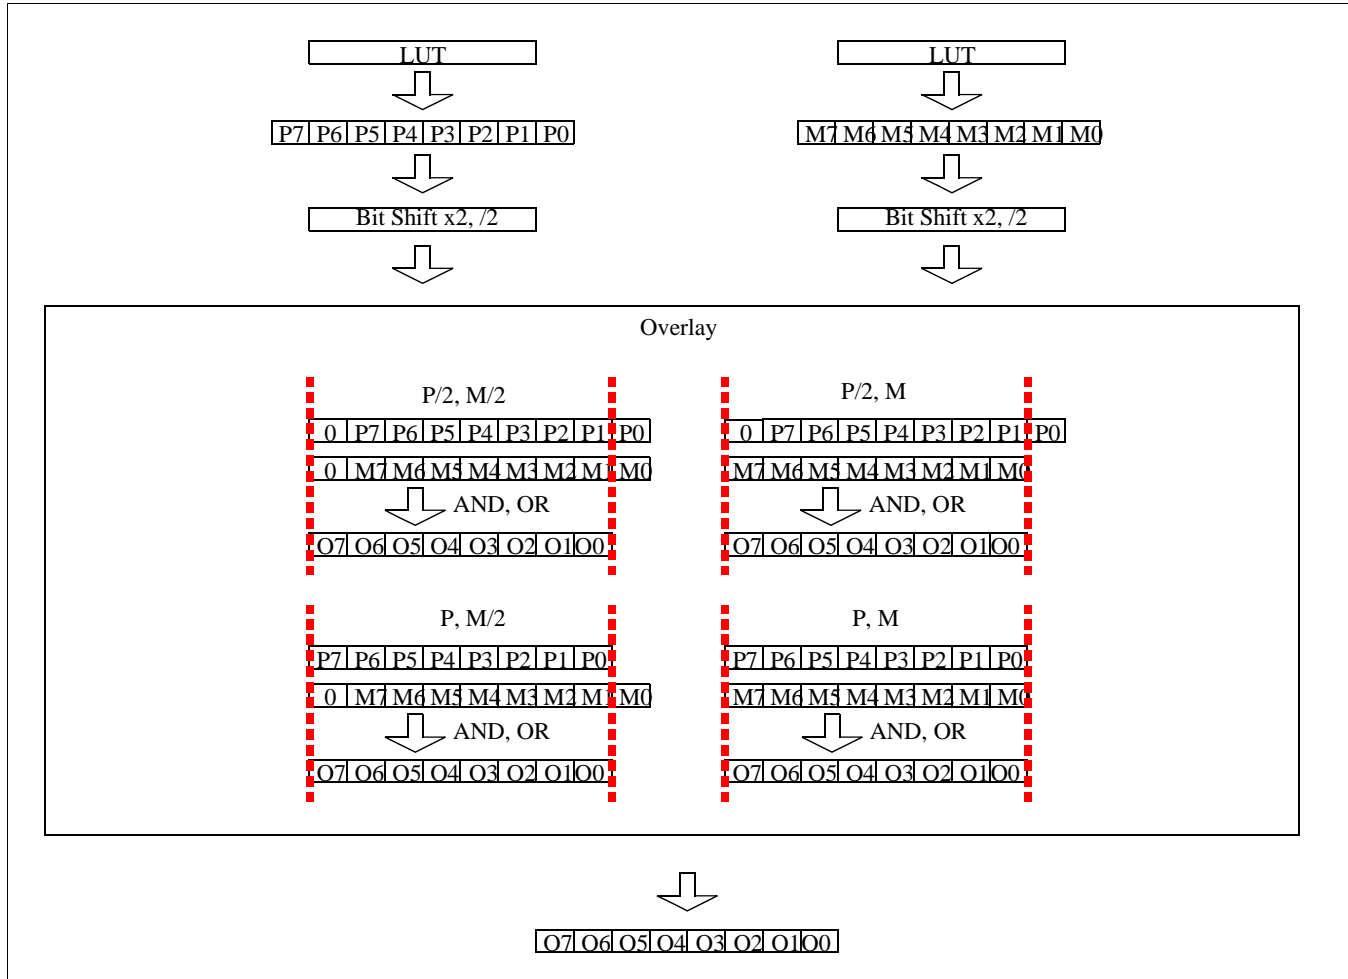 LUT LUT
P7 P6 P5 P4 P3 P2 P1 P0 M7 M6 M5 M4 M3 M2 M1 M0
Bit Shift x2, /2 Bit Shift x2, /2
Overlay
P/2, M/2 P/2, M
0 P7 P6 P5 P4 P3 P2 P1 P0 0 P7 P6 P5 P4 P3 P2 P1 P0
0 M7 M6 M5 M4 M3 M2 M1 M0 M7 M6 M5 M4 M3 M2 M1 M0
AND, OR AND, OR
O7 O6 O5 O4 O3 O2 O1 O0 O7 O6 O5 O4 O3 O2 O1 O0
P, M/2 P, M
P7 P6 P5 P4 P3 P2 P1 P0 P7 P6 P5 P4 P3 P2 P1 P0
0 M7 M6 M5 M4 M3 M2 M1 M0 M7 M6 M5 M4 M3 M2 M1 M0
AND, OR AND, OR
O7 O6 O5 O4 O3 O2 O1 O0 O7 O6 O5 O4 O3 O2 O1 O0
O7 O6 O5 O4 O3 O2 O1 O0